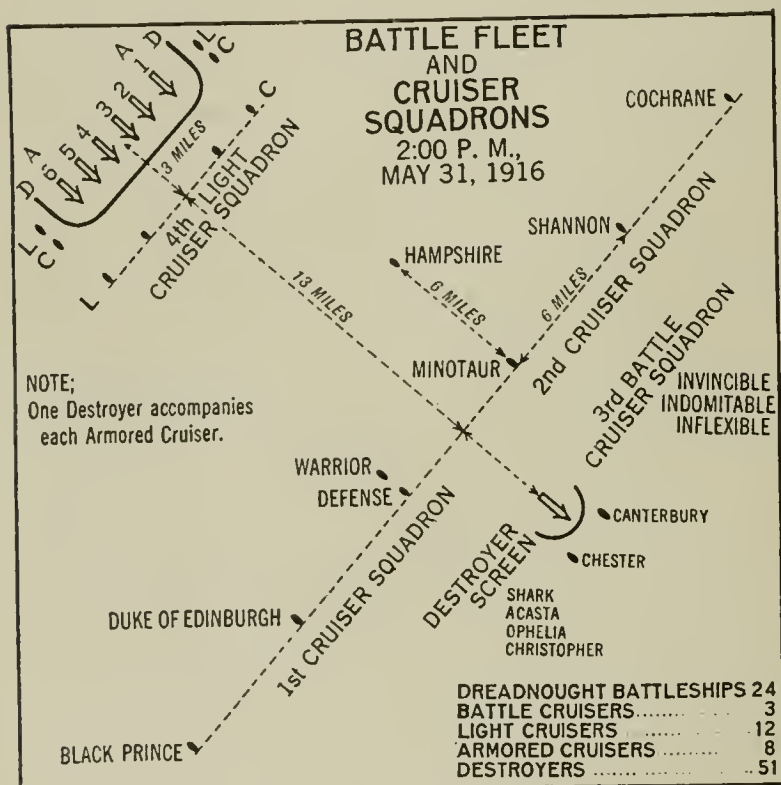 BATTLE FLEET
AND
CRUISER
SQUADRONS
2:00 P. M.,
MAY 31, 1916
D A 1 2 3 4 5 6 A D
L
C
L
C
3 MILES
C
4th LIGHT
CRUISER SQUADRON
L
13 MILES
COCHRANE
SHANNON
HAMPSHIRE
6 MILES
6 MILES
MINOTAUR
2nd CRUISER SQUADRON
3rd BATTLE
CRUISER SQUADRON
INVINCIBLE
INDOMITABLE
INFLEXIBLE
NOTE;
One Destroyer accompanies
each Armored Cruiser.
WARRIOR
DEFENSE
1st CRUISER SQUADRON
CANTERBURY
CHESTER
DESTROYER
SCREEN
SHARK
ACASTA
OPHELIA
CHRISTOPHER
DUKE OF EDINBURGH
BLACK PRINCE
DREADNOUGHT BATTLESHIPS 24
BATTLE CRUISERS........ 3
LIGHT CRUISERS ........ 12
ARMORED CRUISERS ........ 8
DESTROYERS ........ 51